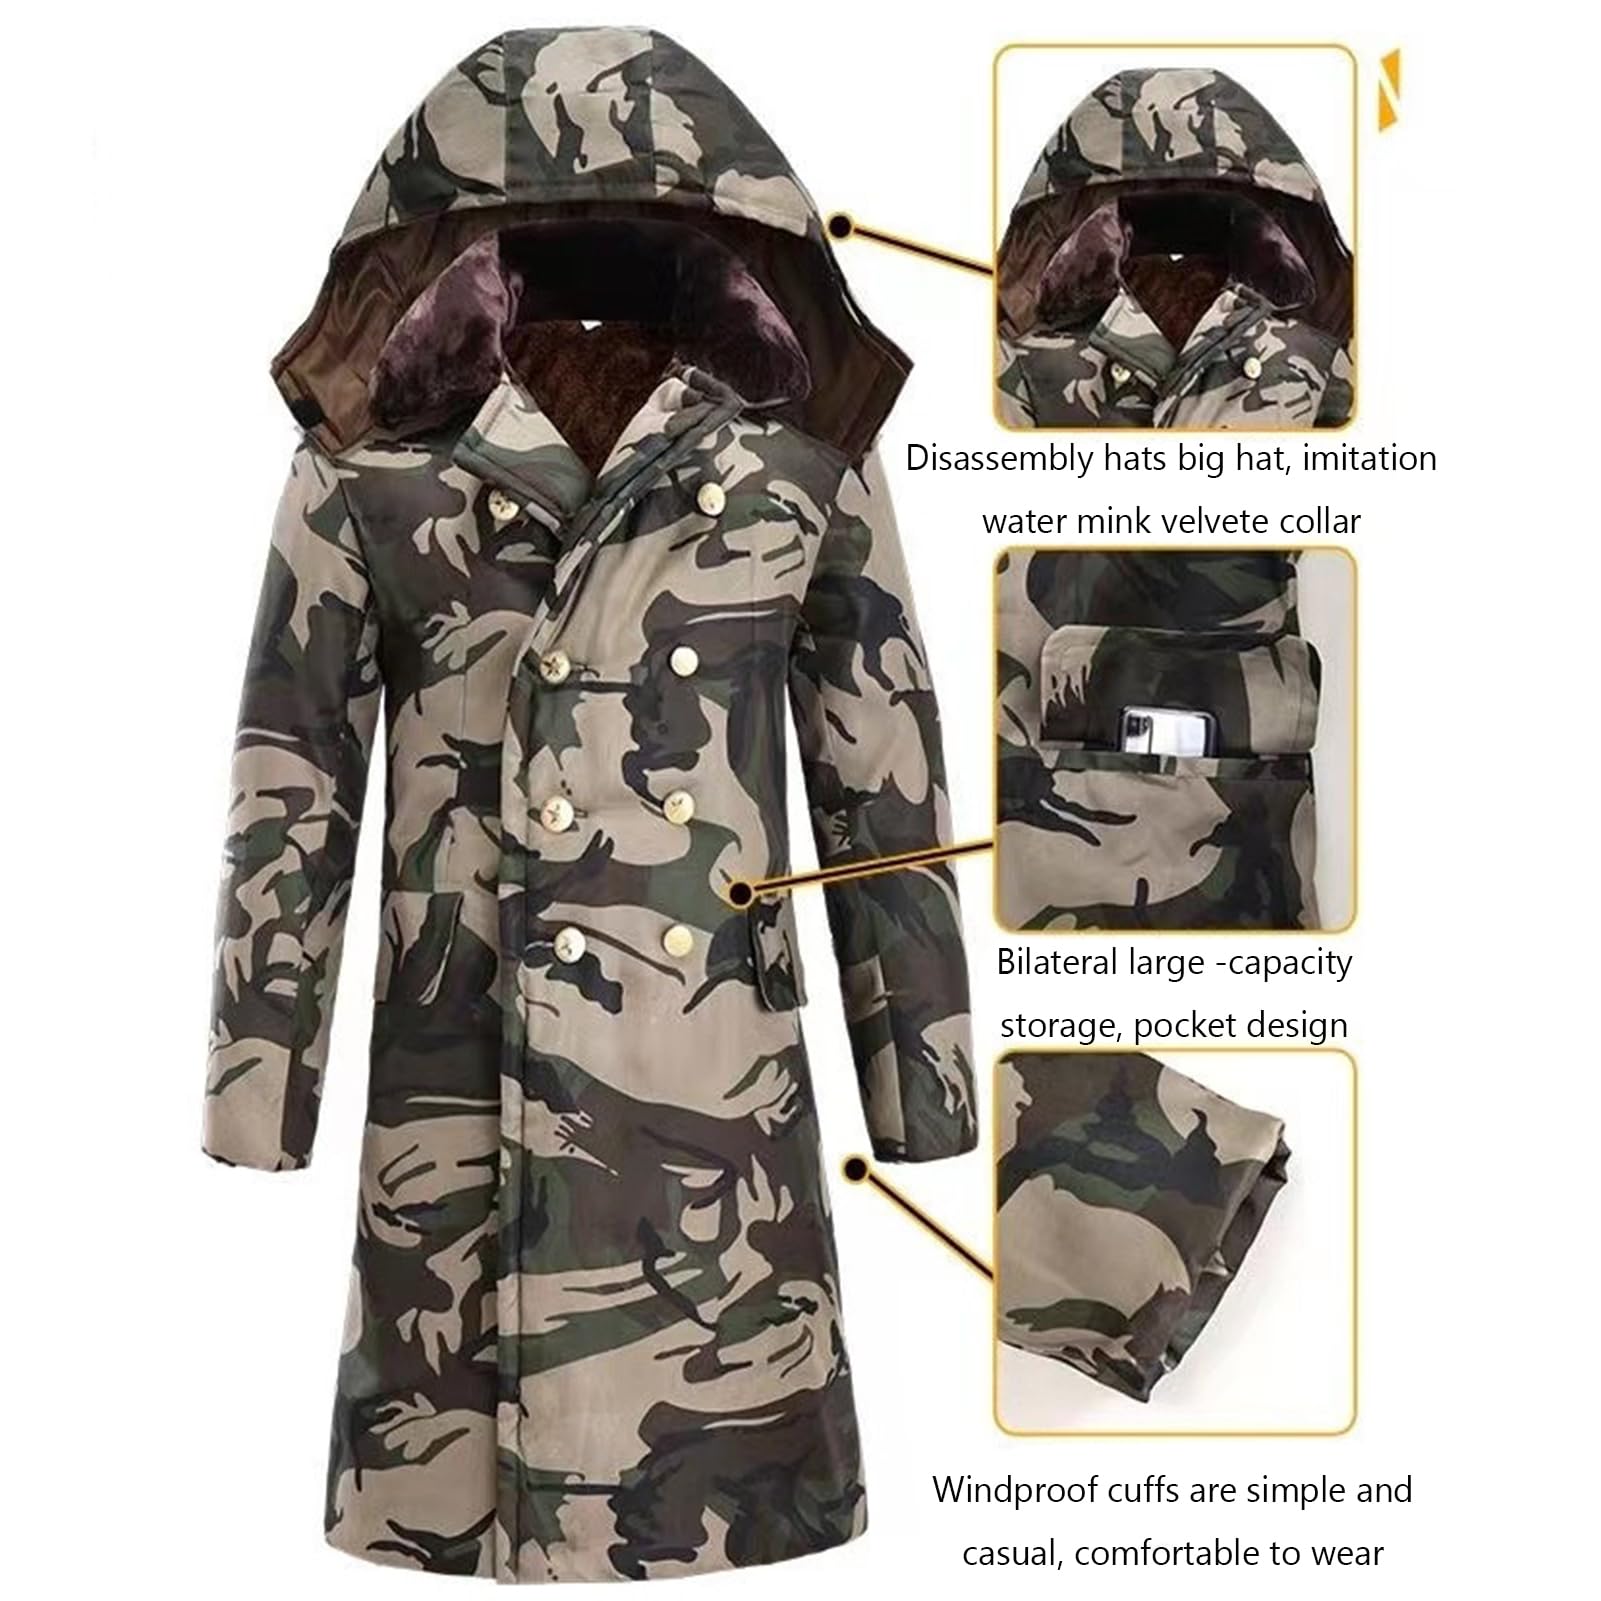 Disassembly hats big hat, imitation
water mink velvete collar
Bilateral large -capacity
storage, pocket design
Windproof cuffs are simple and
casual, comfortable to wear